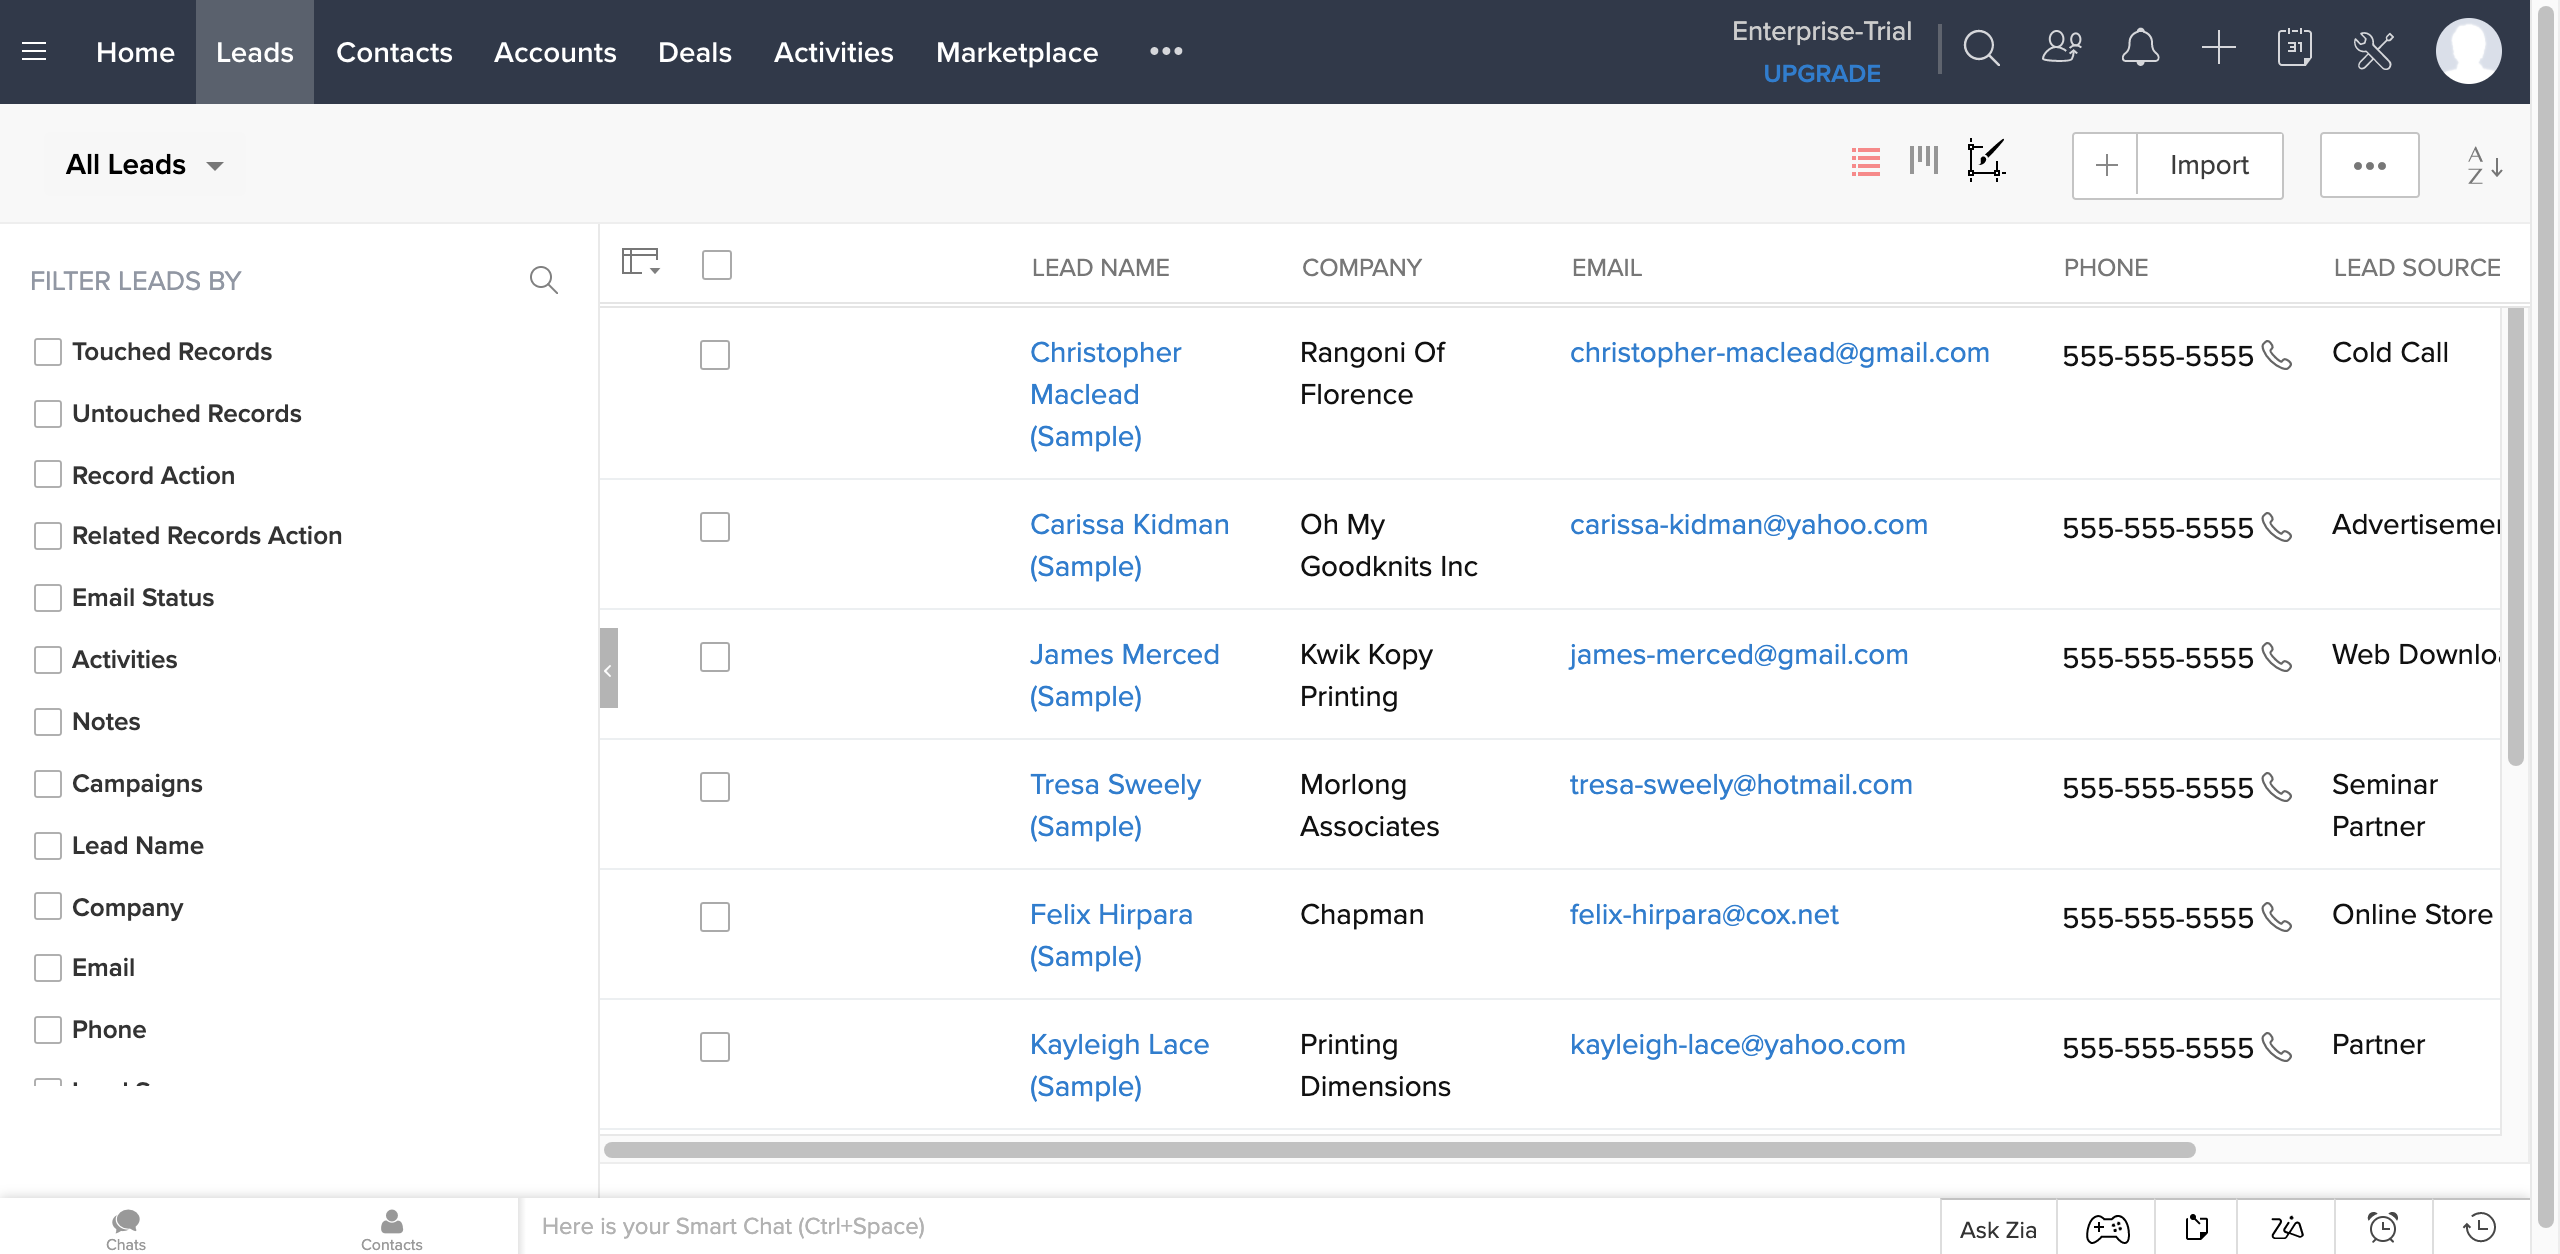 Home Leads Contacts Accounts Deals Activities Marketplace
Enterprise-Trial
UPGRADE
31
All Leads
Import
A
Z
FILTER LEADS BY
Touched Records
Untouched Records
Record Action
Related Records Action
Email Status
Activities
Notes
Campaigns
Lead Name
Company
Email
Phone
LEAD NAME COMPANY EMAIL PHONE LEAD SOURCE
Christopher Rangoni Of christopher-maclead@gmail.com 555-555-5555 Cold Call
Maclead Florence
(Sample)
Carissa Kidman Oh My carissa-kidman@yahoo.com 555-555-5555
(Sample) Goodknits Inc
James Merced Kwik Kopy james-merced@gmail.com 555-555-5555 Web
(Sample) Printing
Tresa Sweely Morlong tresa-sweely@hotmail.com 555-555-5555 Seminar
(Sample) Associates Partner
Felix Hirpara Chapman felix-hirpara@cox.net 555-555-5555 Online Store
(Sample)
Kayleigh Lace Printing kayleigh-lace@yahoo.com 555-555-5555 Partner
(Sample) Dimensions
Chats
Contacts
Here is your Smart Chat (Ctrl+Space)
Ask Zia